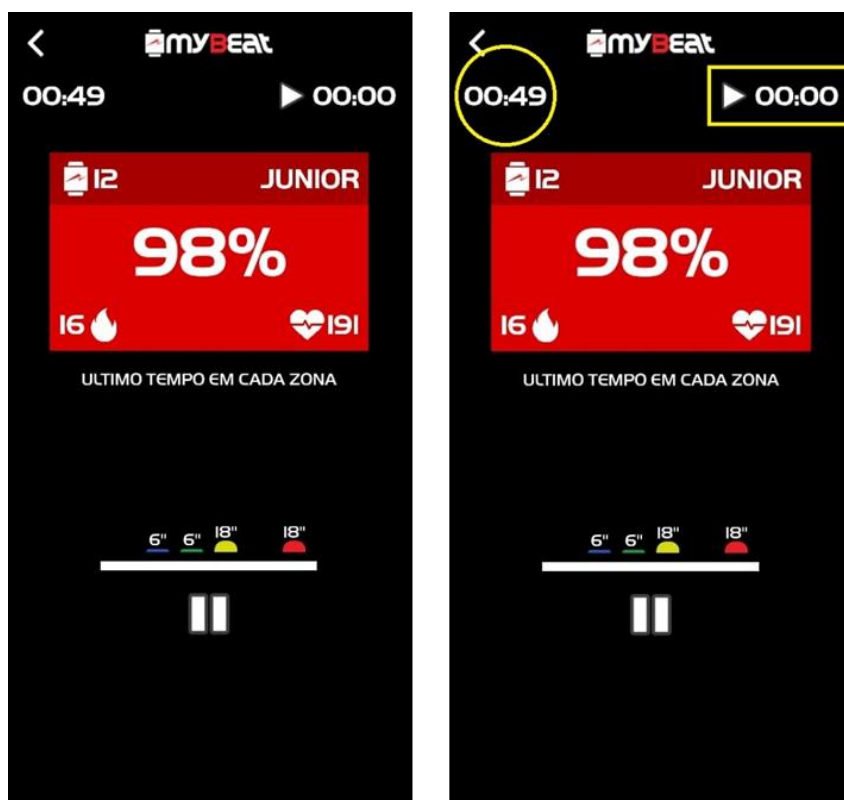 myBeat
00:49 00:00
12 JUNIOR
98%
16 191
ULTIMO TEMPO EM CADA ZONA
6" 6" 18" 18"
myBeat
00:49 00:00
12 JUNIOR
98%
16 191
ULTIMO TEMPO EM CADA ZONA
6" 6" 18" 18"